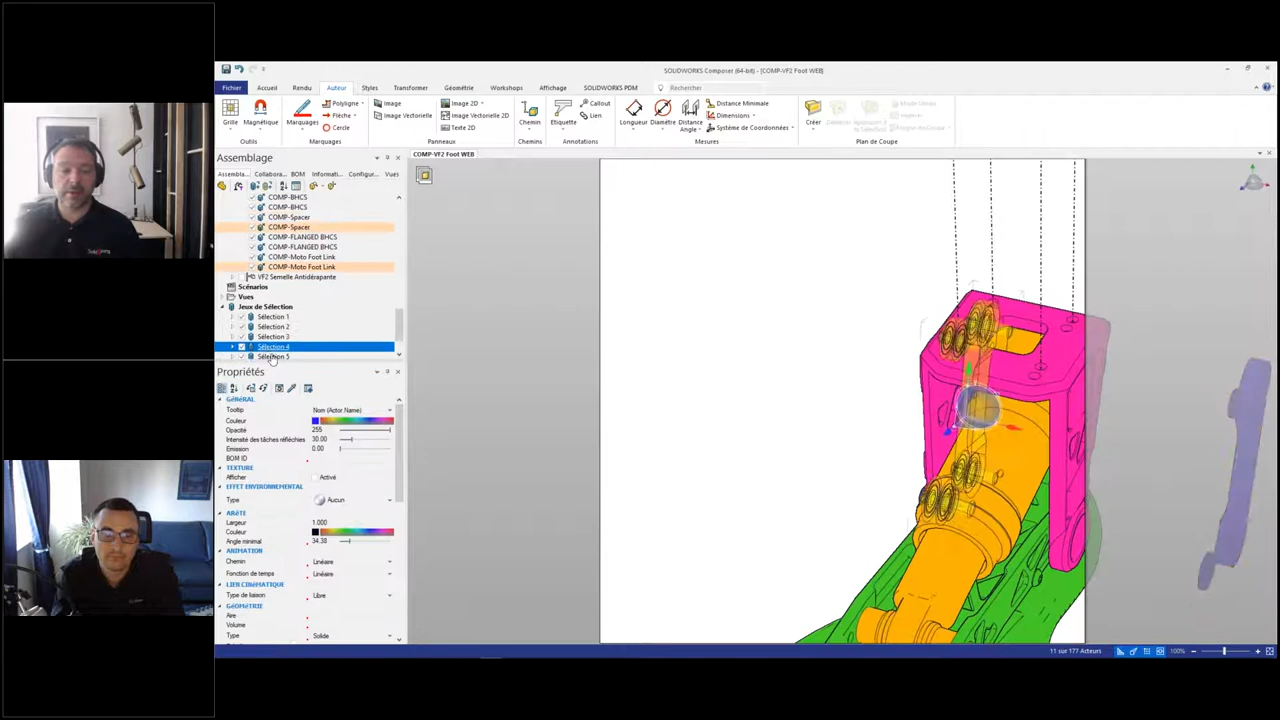 SOLIDWORKS Composer (64-bit) - [COMP-VF2 Foot WEB]
Fichier Accueil Rendu Auteur Styles Transformer Géométrie Workshops Affichage SOLIDWORKS PDM Rechercher
Grille Magnétique Marquages Polyligne Flèche Cercle Image Image Vectorielle Image 2D Image Vectorielle 2D Texte 2D Chemin Etiquette Callout Lien Longueur Diamètre Distance Angle Distance Minimale Dimensions Système de Coordonnées Créer
Outils Marquages Panneaux Chemins Annotations Mesures Plan de Coupe
Assemblage
COMP-VF2 Foot WEB
Assembla... Collabora... BOM Informati... Configur... Vues
COMP-BHCS
COMP-BHCS
COMP-Spacer
COMP-Spacer
COMP-FLANGED BHCS
COMP-FLANGED BHCS
COMP-Moto Foot Link
COMP-Moto Foot Link
VF2 Semelle Antidérapante
Scénarios
Vues
Jeux de Sélection
Sélection 1
Sélection 2
Sélection 3
Sélection 4
Sélection 5
Propriétés
GéNéRAL
Tooltip Nom (Actor.Name)
Couleur
Opacité 255
Intensité des tâches réfléchies 30.00
Emission 0.00
BOM ID
TEXTURE
Afficher Activé
EFFET ENVIRONNEMENTAL
Type Aucun
ARêTE
Largeur 1.000
Couleur
Angle minimal 34.38
ANIMATION
Chemin Linéaire
Fonction de temps Linéaire
LIEN CINéMATIQUE
Type de liaison Libre
GéOMéTRIE
Aire
Volume
Type Solide
11 sur 177 Acteurs 100%